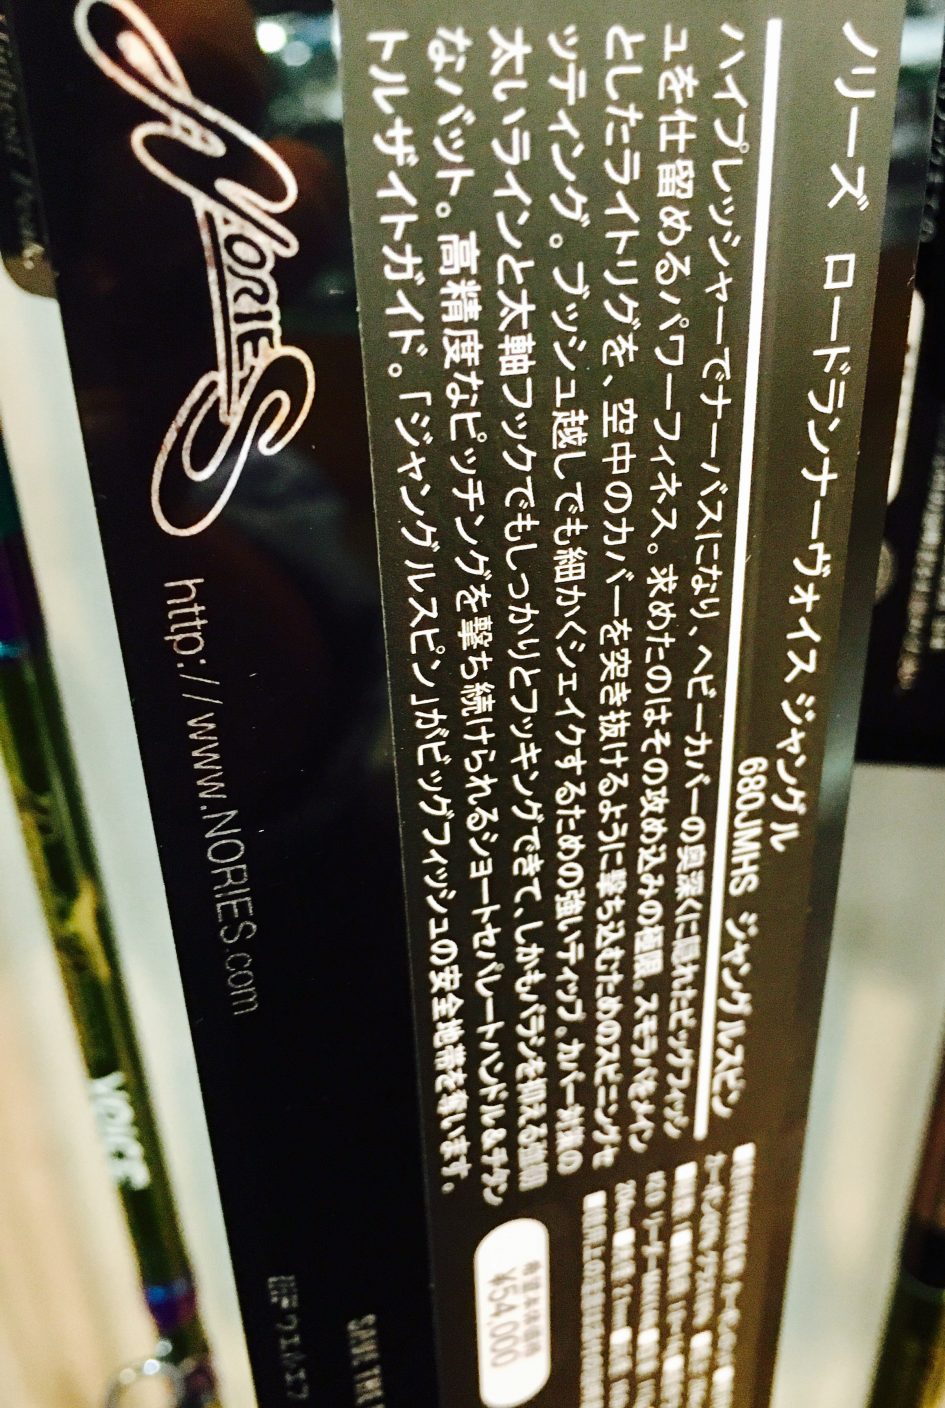 ノリーズ ロードランナーヴォイス ジャングル
680JMHS ジャングルスピン
ハイプレッシャーでナーバスになり、ヘビーカバーの奥深くに隠れたビッグフィッシ
ュを仕留めるパワーフィネス。求めたのはその攻め込みの極限。スモラバをメイン
としたライトリグを、空中のカバーを突き抜けるように撃ち込むためのスピニングセ
ッティング。ブッシュ越しでも細かくシェイクするための強いティップ。カバー対策の
太いラインと太軸フックでもしっかりとフッキングできて、しかもバラシを抑える強靭
なバット。高精度なピッチングを撃ち続けられるショートセパレートハンドル&チタン
トルザイトガイド。「ジャングルスピン」がビッグフィッシュの安全地帯を奪います。
希望本体価格
¥54,000
NORIES
http://www.NORIES.com
SAVE THE
VOICE